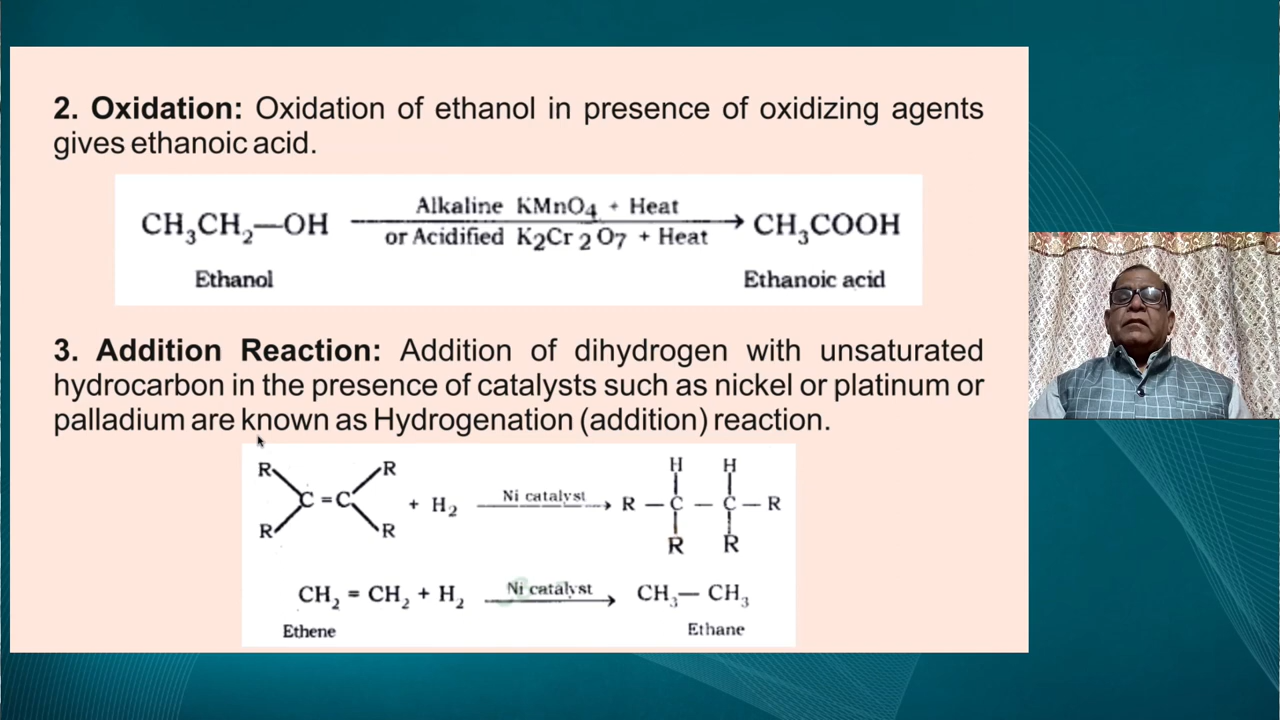 2. Oxidation: Oxidation of ethanol in presence of oxidizing agents
gives ethanoic acid.
Alkaline KMnO4 + Heat
CH3CH2—OH → CH3COOH
or Acidified K2Cr2O7 + Heat
Ethanol Ethanoic acid
3. Addition Reaction: Addition of dihydrogen with unsaturated
hydrocarbon in the presence of catalysts such as nickel or platinum or
palladium are known as Hydrogenation (addition) reaction.
R R H H
C = C + H2 Ni catalyst → R — C — C — R
R R R R
CH2 = CH2 + H2 Ni catalyst → CH3— CH3
Ethene Ethane